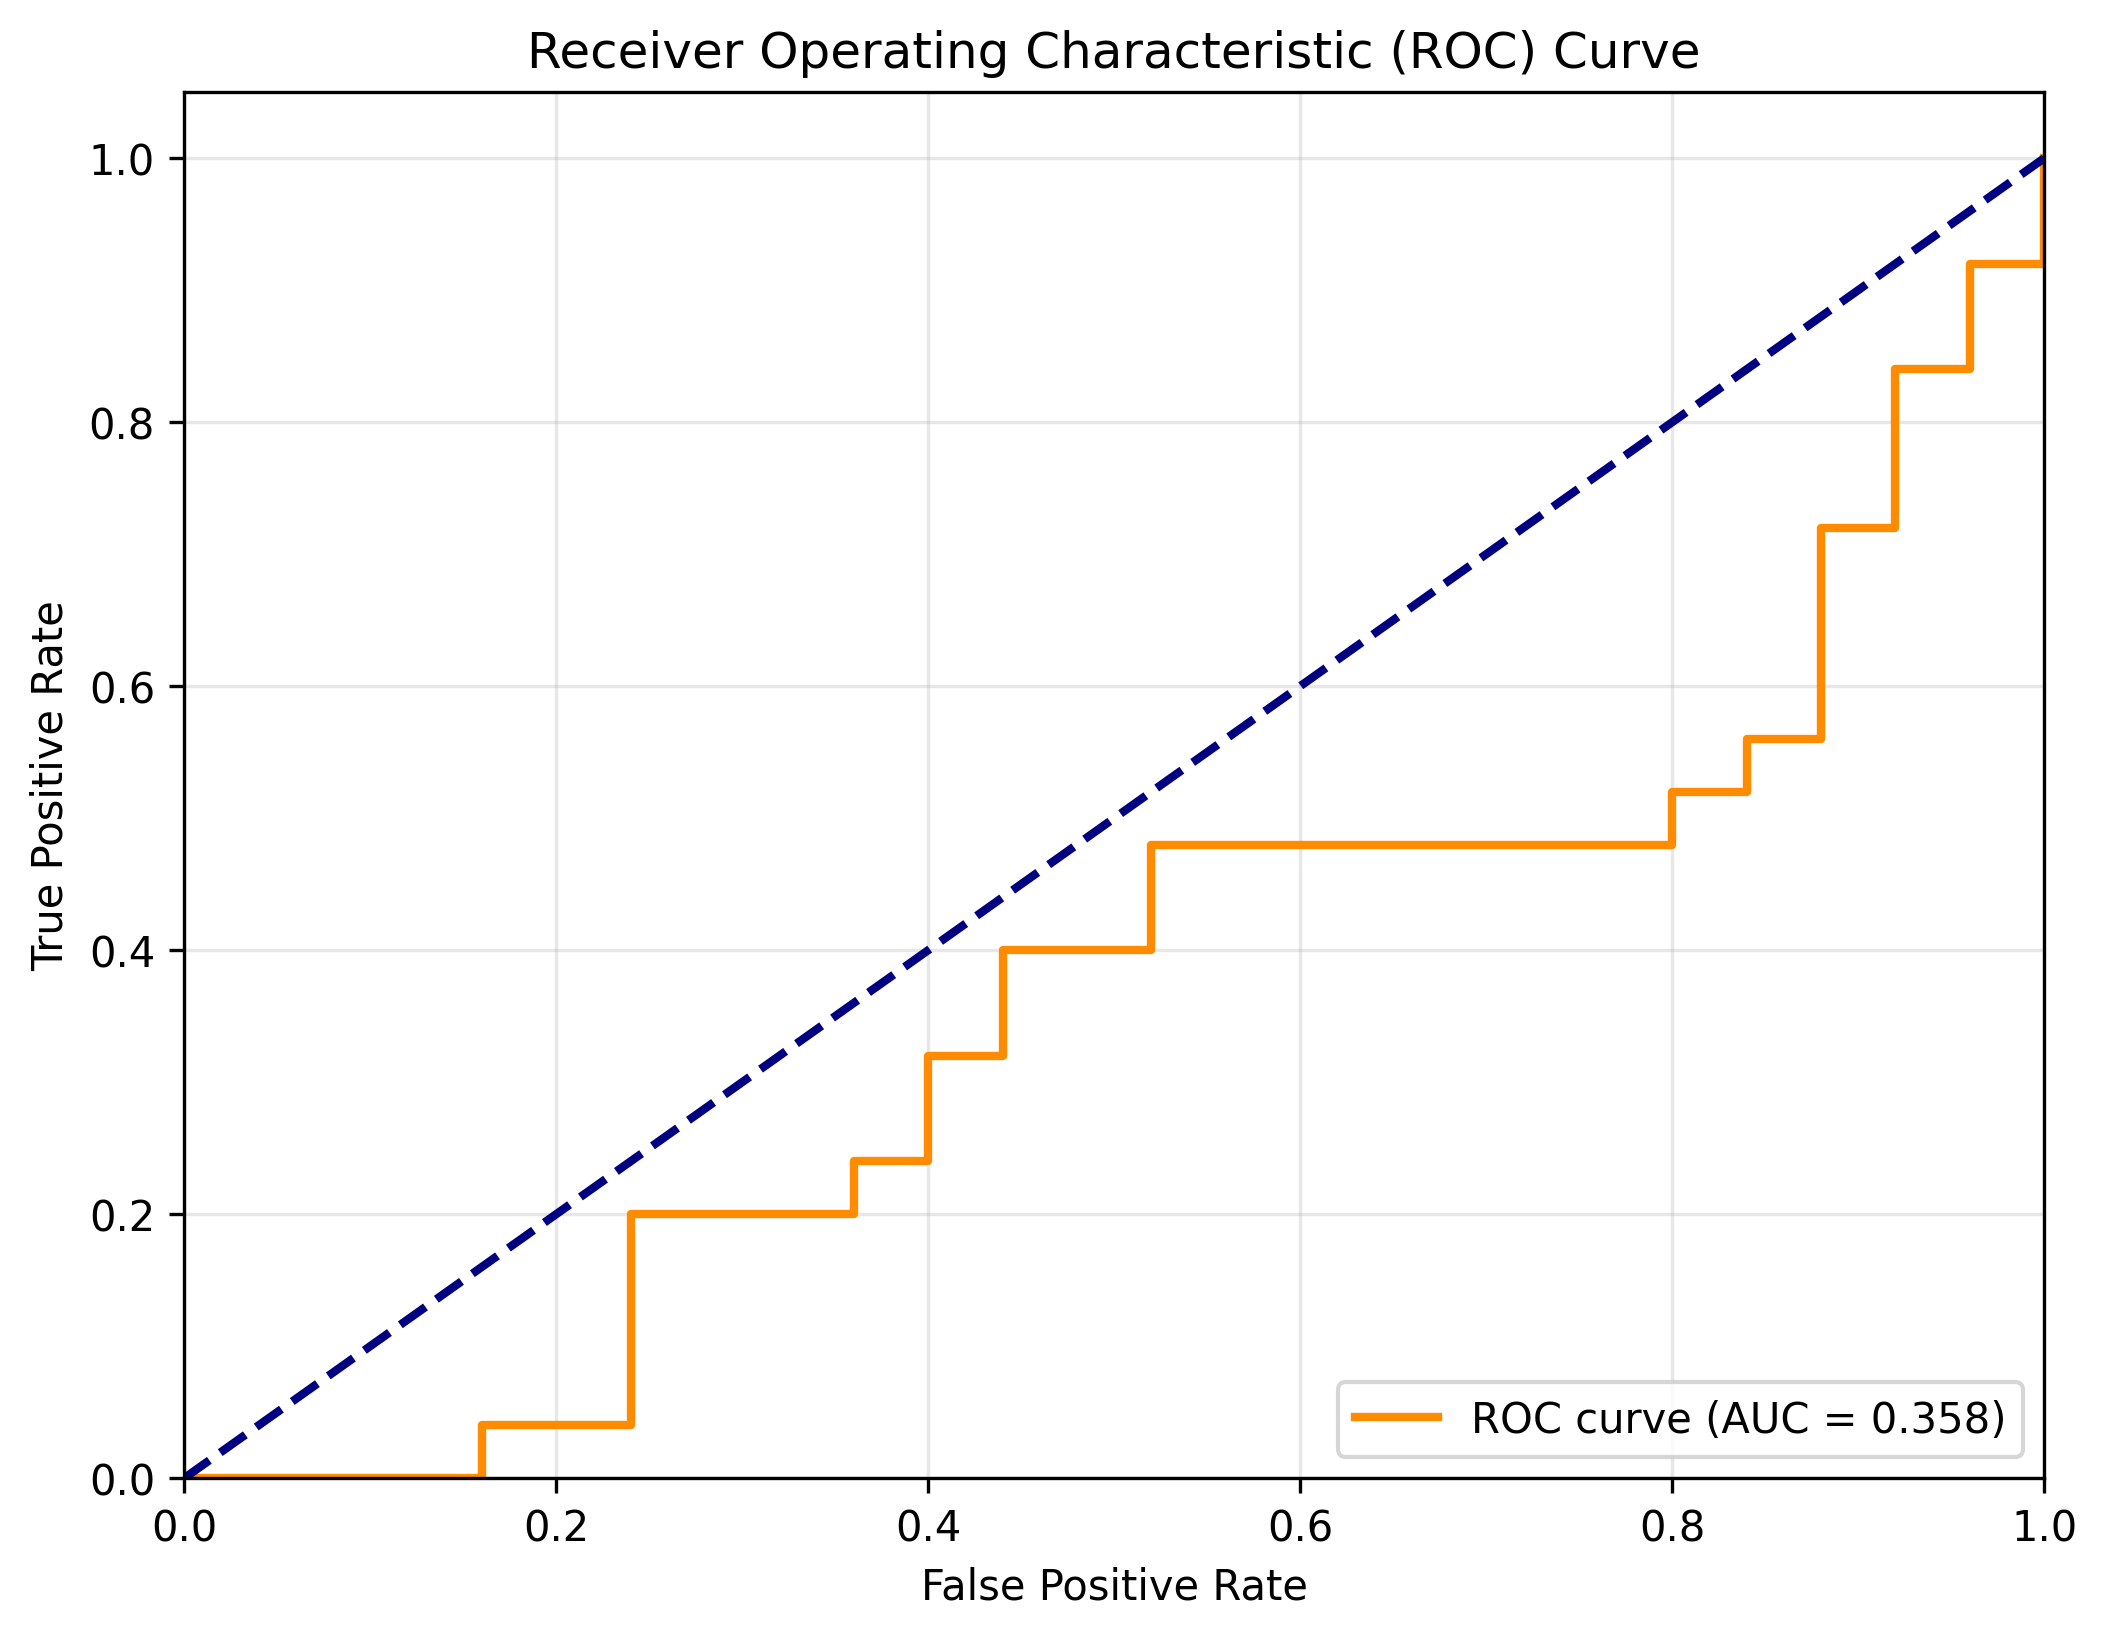 Receiver Operating Characteristic (ROC) Curve
1.0
0.8
0.6
0.4
0.2
0.0
True Positive Rate
ROC curve (AUC = 0.358)
0.0 0.2 0.4 0.6 0.8 1.0
False Positive Rate